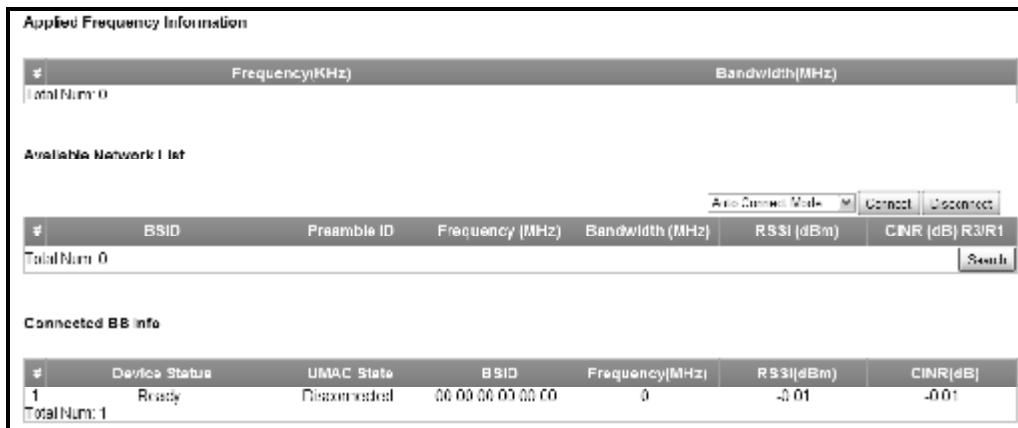 Applied Frequency Information
# Frequency(KHz) Bandwidth(MHz)
Total Num: 0
Available Network List
Auto Connect Mode Connect Disconnect
# BSID Preamble ID Frequency (MHz) Bandwidth (MHz) RSSI (dBm) CINR (dB) R3/R1
Total Num: 0 Search
Connected BS Info
# Device Status UMAC State BSID Frequency(MHz) RSSI(dBm) CINR(dB)
1 Ready Disconnected 00:00:00:00:00:00 0 -0.01 -0.01
Total Num: 1